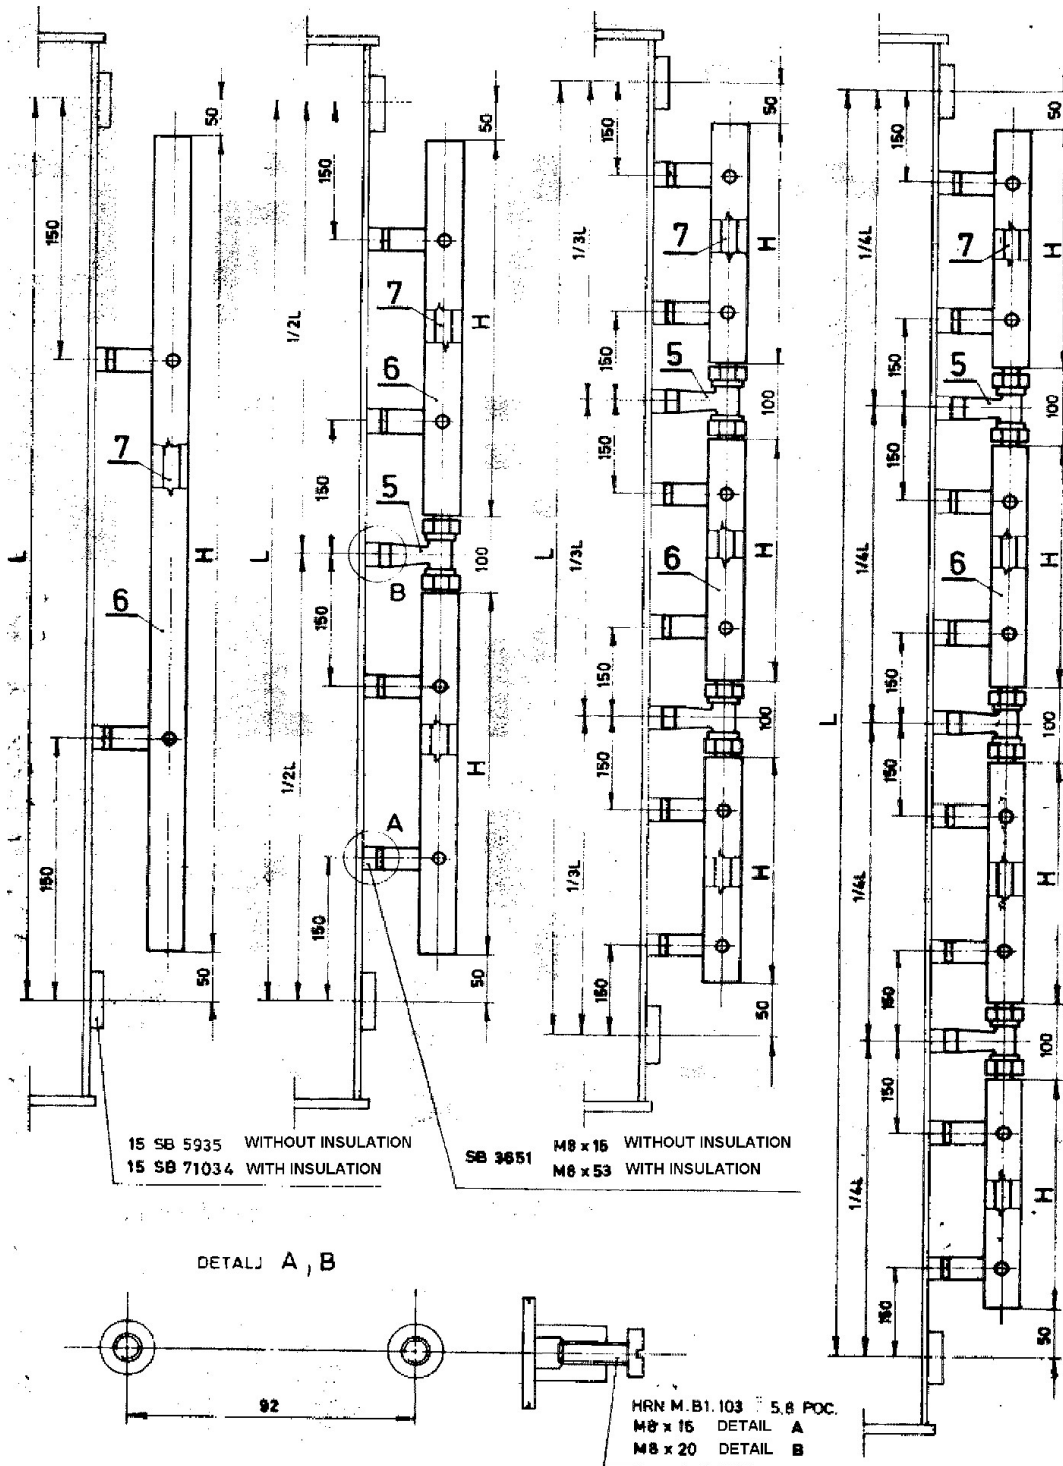 50
150
L
7
6
H
150
50
50
150
1/2L
7
H
6
150
5
L
100
B
150
1/2L
H
A
150
50
50
150
1/3L
7
H
150
5
100
150
L
1/3L
6
H
150
100
150
1/3L
H
150
50
50
150
1/4L
7
H
150
5
100
150
1/4L
6
H
150
L
100
150
1/4L
H
150
100
150
1/4L
H
150
50
15 SB 5935 WITHOUT INSULATION
15 SB 71034 WITH INSULATION
SB 3651
M8 x 15 WITHOUT INSULATION
M8 x 53 WITH INSULATION
DETALJ A, B
92
HRN M.B1.103 5,8 POC.
M8 x 16 DETAIL A
M8 x 20 DETAIL B